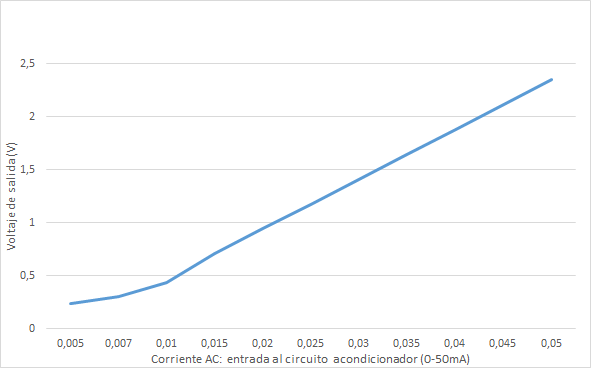 2,5
2
1,5
1
0,5
0
Voltaje de salida (V)
0,005 0,007 0,01 0,015 0,02 0,025 0,03 0,035 0,04 0,045 0,05
Corriente AC: entrada al circuito acondicionador (0-50mA)